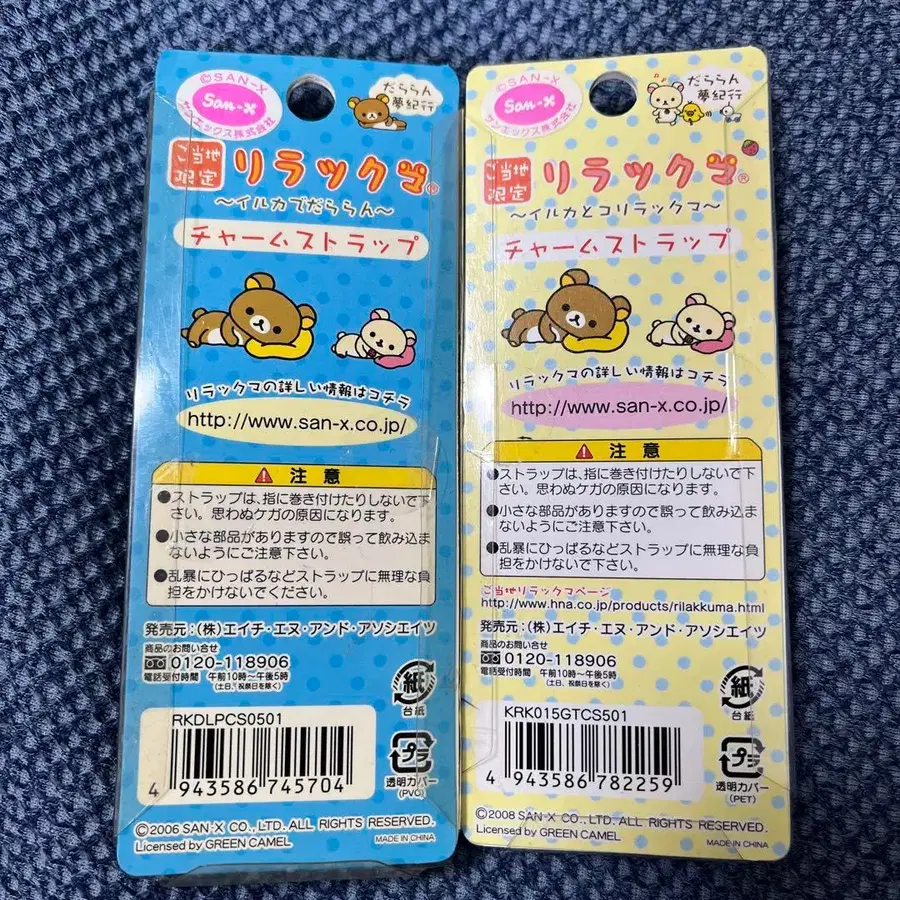 ©SAN-X
San-x
サンエックス株式会社
だららん
夢紀行
ご当地
限定
リラックマ®
～イルカでだららん～
チャームストラップ
リラックマの詳しい情報はコチラ
http://www.san-x.co.jp/
注意
●ストラップは、指に巻き付けたりしないで下
さい。思わぬケガの原因になります。
●小さな部品がありますので誤って飲み込ま
ないようにご注意下さい。
●乱暴にひっぱるなどストラップに無理な負
担をかけないでください。
発売元:(株)エイチ・エヌ・アンド・アソシエイツ
商品のお問い合せ
0120-118906
電話受付時間 午前10時〜午後5時
(土日、祝祭日を除く)
紙
台紙
RKDLPCS0501
4 943586 745704
プラ
透明カバー
(PVC)
©2006 SAN-X CO., LTD. ALL RIGHTS RESERVED.
Licensed by GREEN CAMEL
MADE IN CHINA
©SAN-X
San-x
サンエックス株式会社
だららん
夢紀行
ご当地
限定
リラックマ®
～イルカとコリラックマ～
チャームストラップ
リラックマの詳しい情報はコチラ
http://www.san-x.co.jp/
注意
●ストラップは、指に巻き付けたりしないで下
さい。思わぬケガの原因になります。
●小さな部品がありますので誤って飲み込ま
ないようにご注意下さい。
●乱暴にひっぱるなどストラップに無理な負
担をかけないでください。
ご当地リラックマページ
http://www.hna.co.jp/products/rilakkuma.html
発売元:(株)エイチ・エヌ・アンド・アソシエイツ
商品のお問い合せ
0120-118906
電話受付時間 午前10時〜午後5時
(土日、祝祭日を除く)
紙
台紙
KRK015GTCS501
4 943586 782259
プラ
透明カバー
(PET)
©2008 SAN-X CO., LTD. ALL RIGHTS RESERVED.
Licensed by GREEN CAMEL
MADE IN CHINA